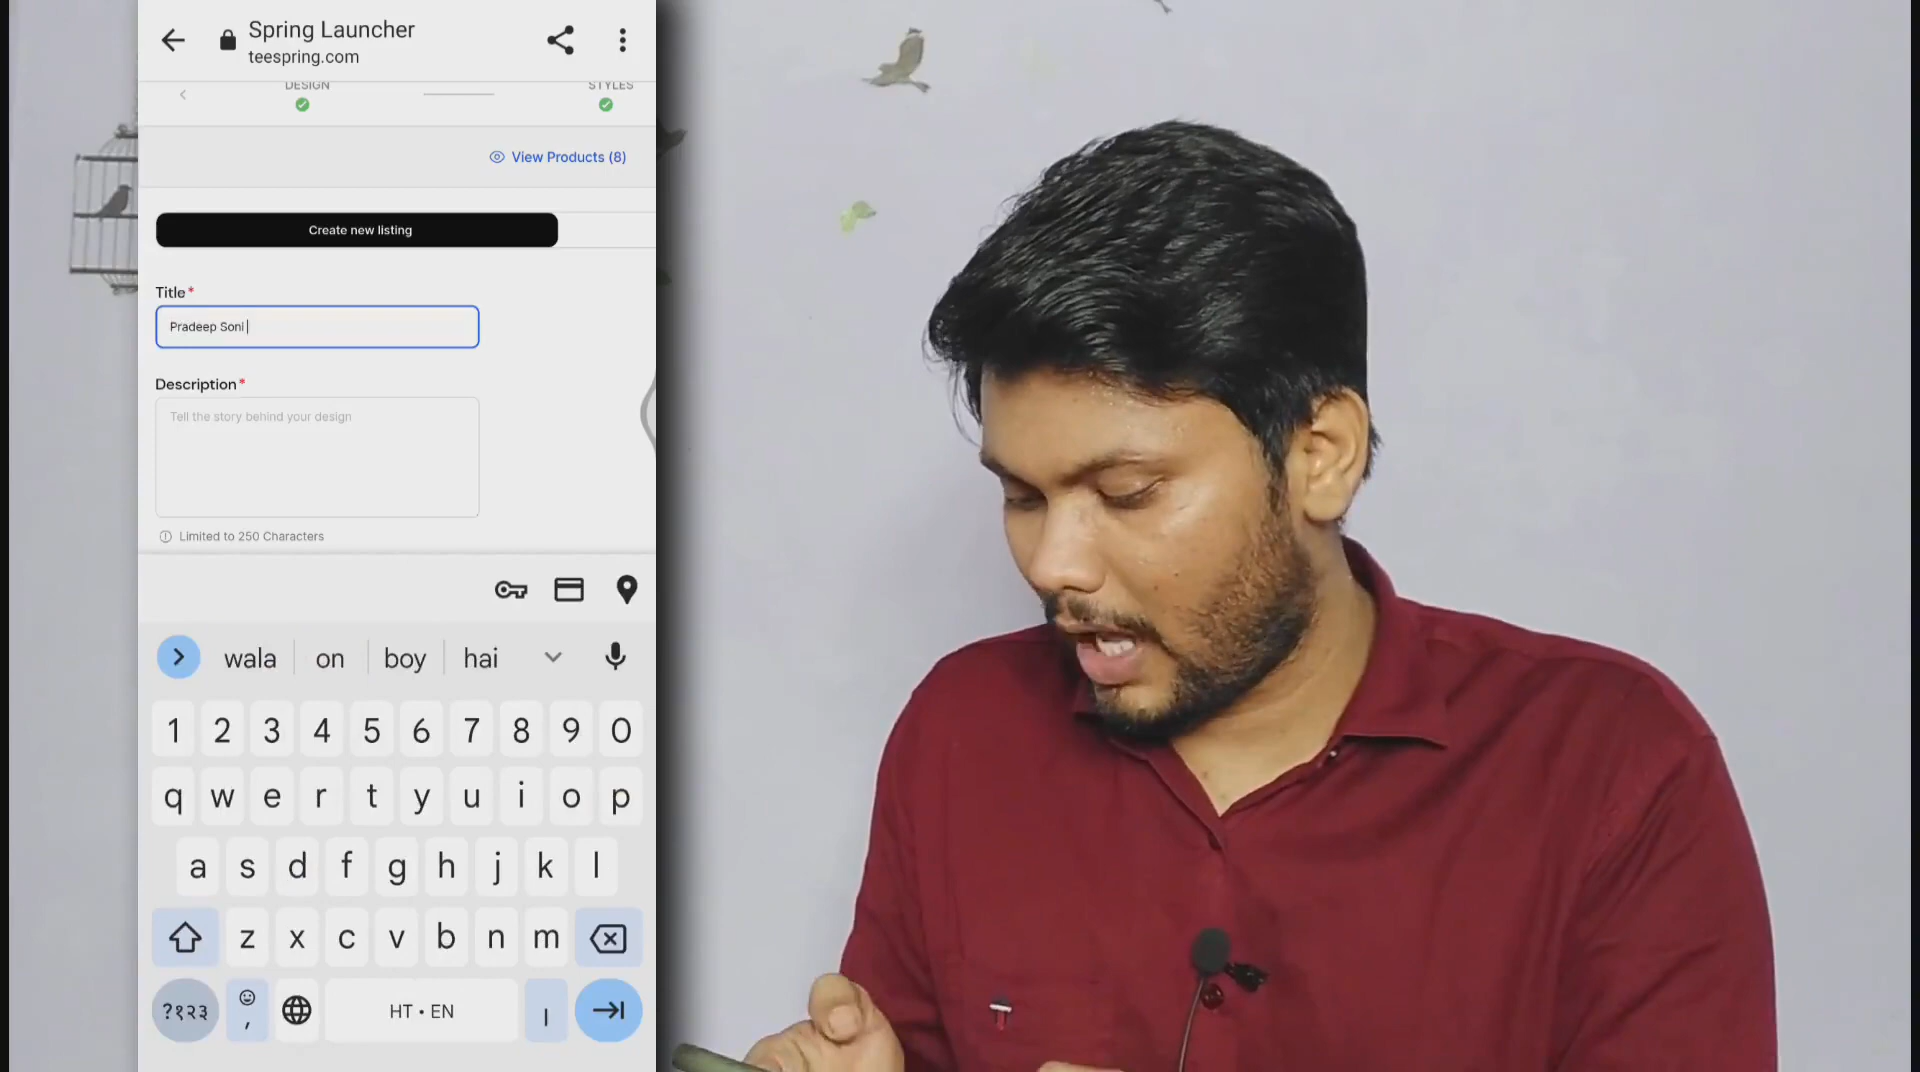 Spring Launcher
teespring.com
DESIGN
STYLES
View Products (8)
Create new listing
Title*
Pradeep Soni
Description*
Tell the story behind your design
Limited to 250 Characters
wala on boy hai
1 2 3 4 5 6 7 8 9 0
q w e r t y u i o p
a s d f g h j k l
z x c v b n m
?१२३ , HT • EN ।